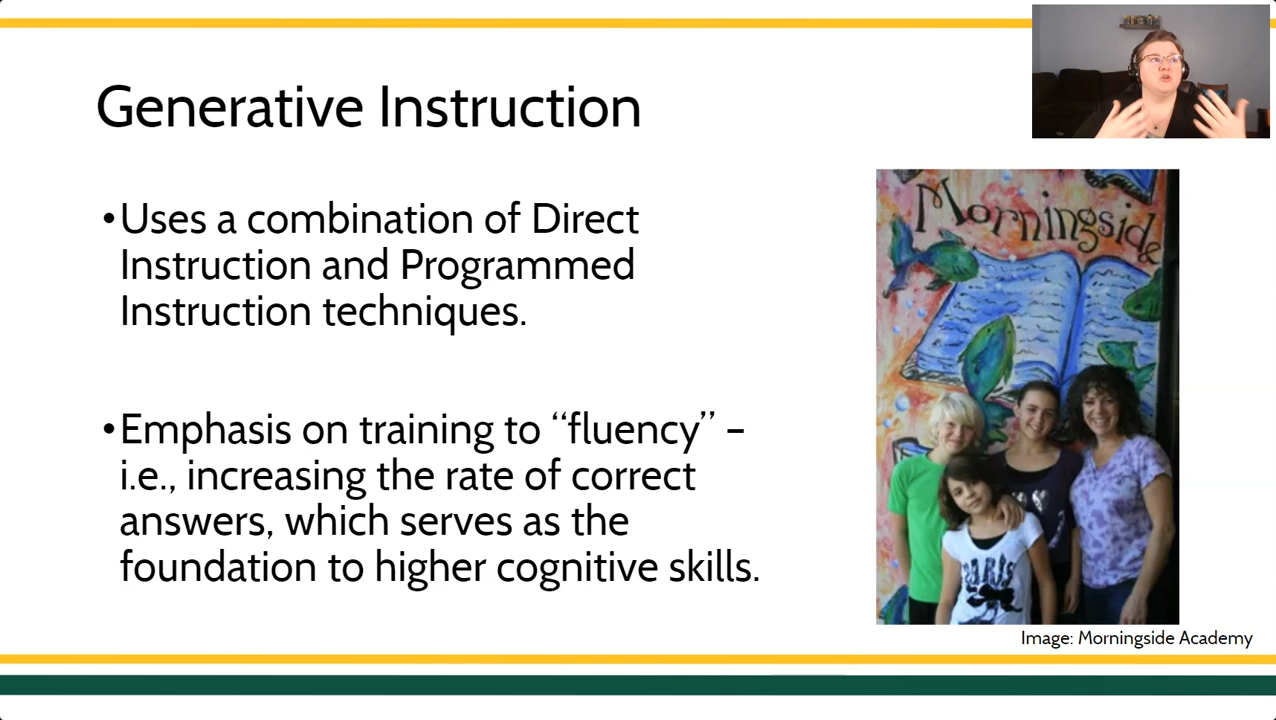 Generative Instruction
•Uses a combination of Direct
Instruction and Programmed
Instruction techniques.
•Emphasis on training to “fluency” –
i.e., increasing the rate of correct
answers, which serves as the
foundation to higher cognitive skills.
Morningside
PARIS
Image: Morningside Academy